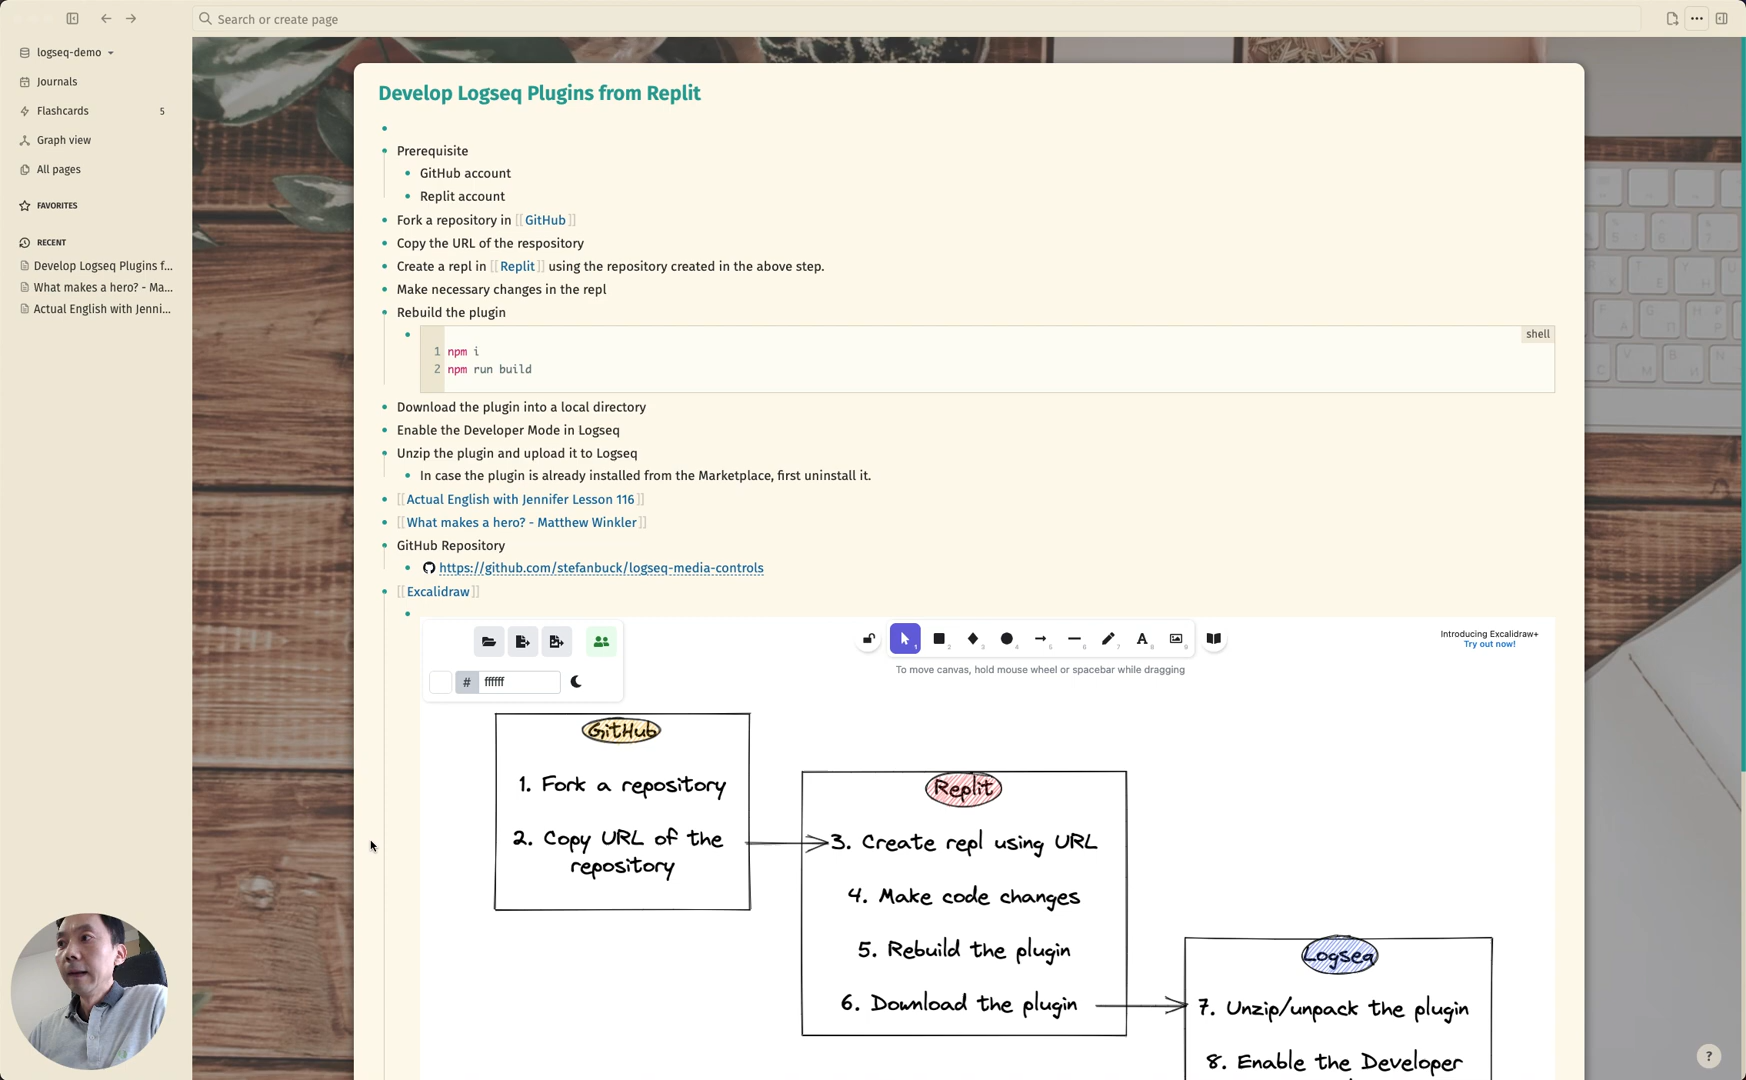 Search or create page
logseq-demo
Journals
Flashcards 5
Graph view
All pages
FAVORITES
RECENT
Develop Logseq Plugins f...
What makes a hero? - Ma...
Actual English with Jenni...
Develop Logseq Plugins from Replit
Prerequisite
GitHub account
Replit account
Fork a repository in [[GitHub]]
Copy the URL of the respository
Create a repl in [[Replit]] using the repository created in the above step.
Make necessary changes in the repl
Rebuild the plugin
shell
1 npm i
2 npm run build
Download the plugin into a local directory
Enable the Developer Mode in Logseq
Unzip the plugin and upload it to Logseq
In case the plugin is already installed from the Marketplace, first uninstall it.
[[Actual English with Jennifer Lesson 116]]
[[What makes a hero? - Matthew Winkler]]
GitHub Repository
https://github.com/stefanbuck/logseq-media-controls
[[Excalidraw]]
1 2 3 4 5 6 7 A 8 9
Introducing Excalidraw+
Try out now!
To move canvas, hold mouse wheel or spacebar while dragging
# ffffff
GitHub
1. Fork a repository
2. Copy URL of the
repository
Replit
3. Create repl using URL
4. Make code changes
5. Rebuild the plugin
6. Download the plugin
Logseq
7. Unzip/unpack the plugin
8. Enable the Developer
?